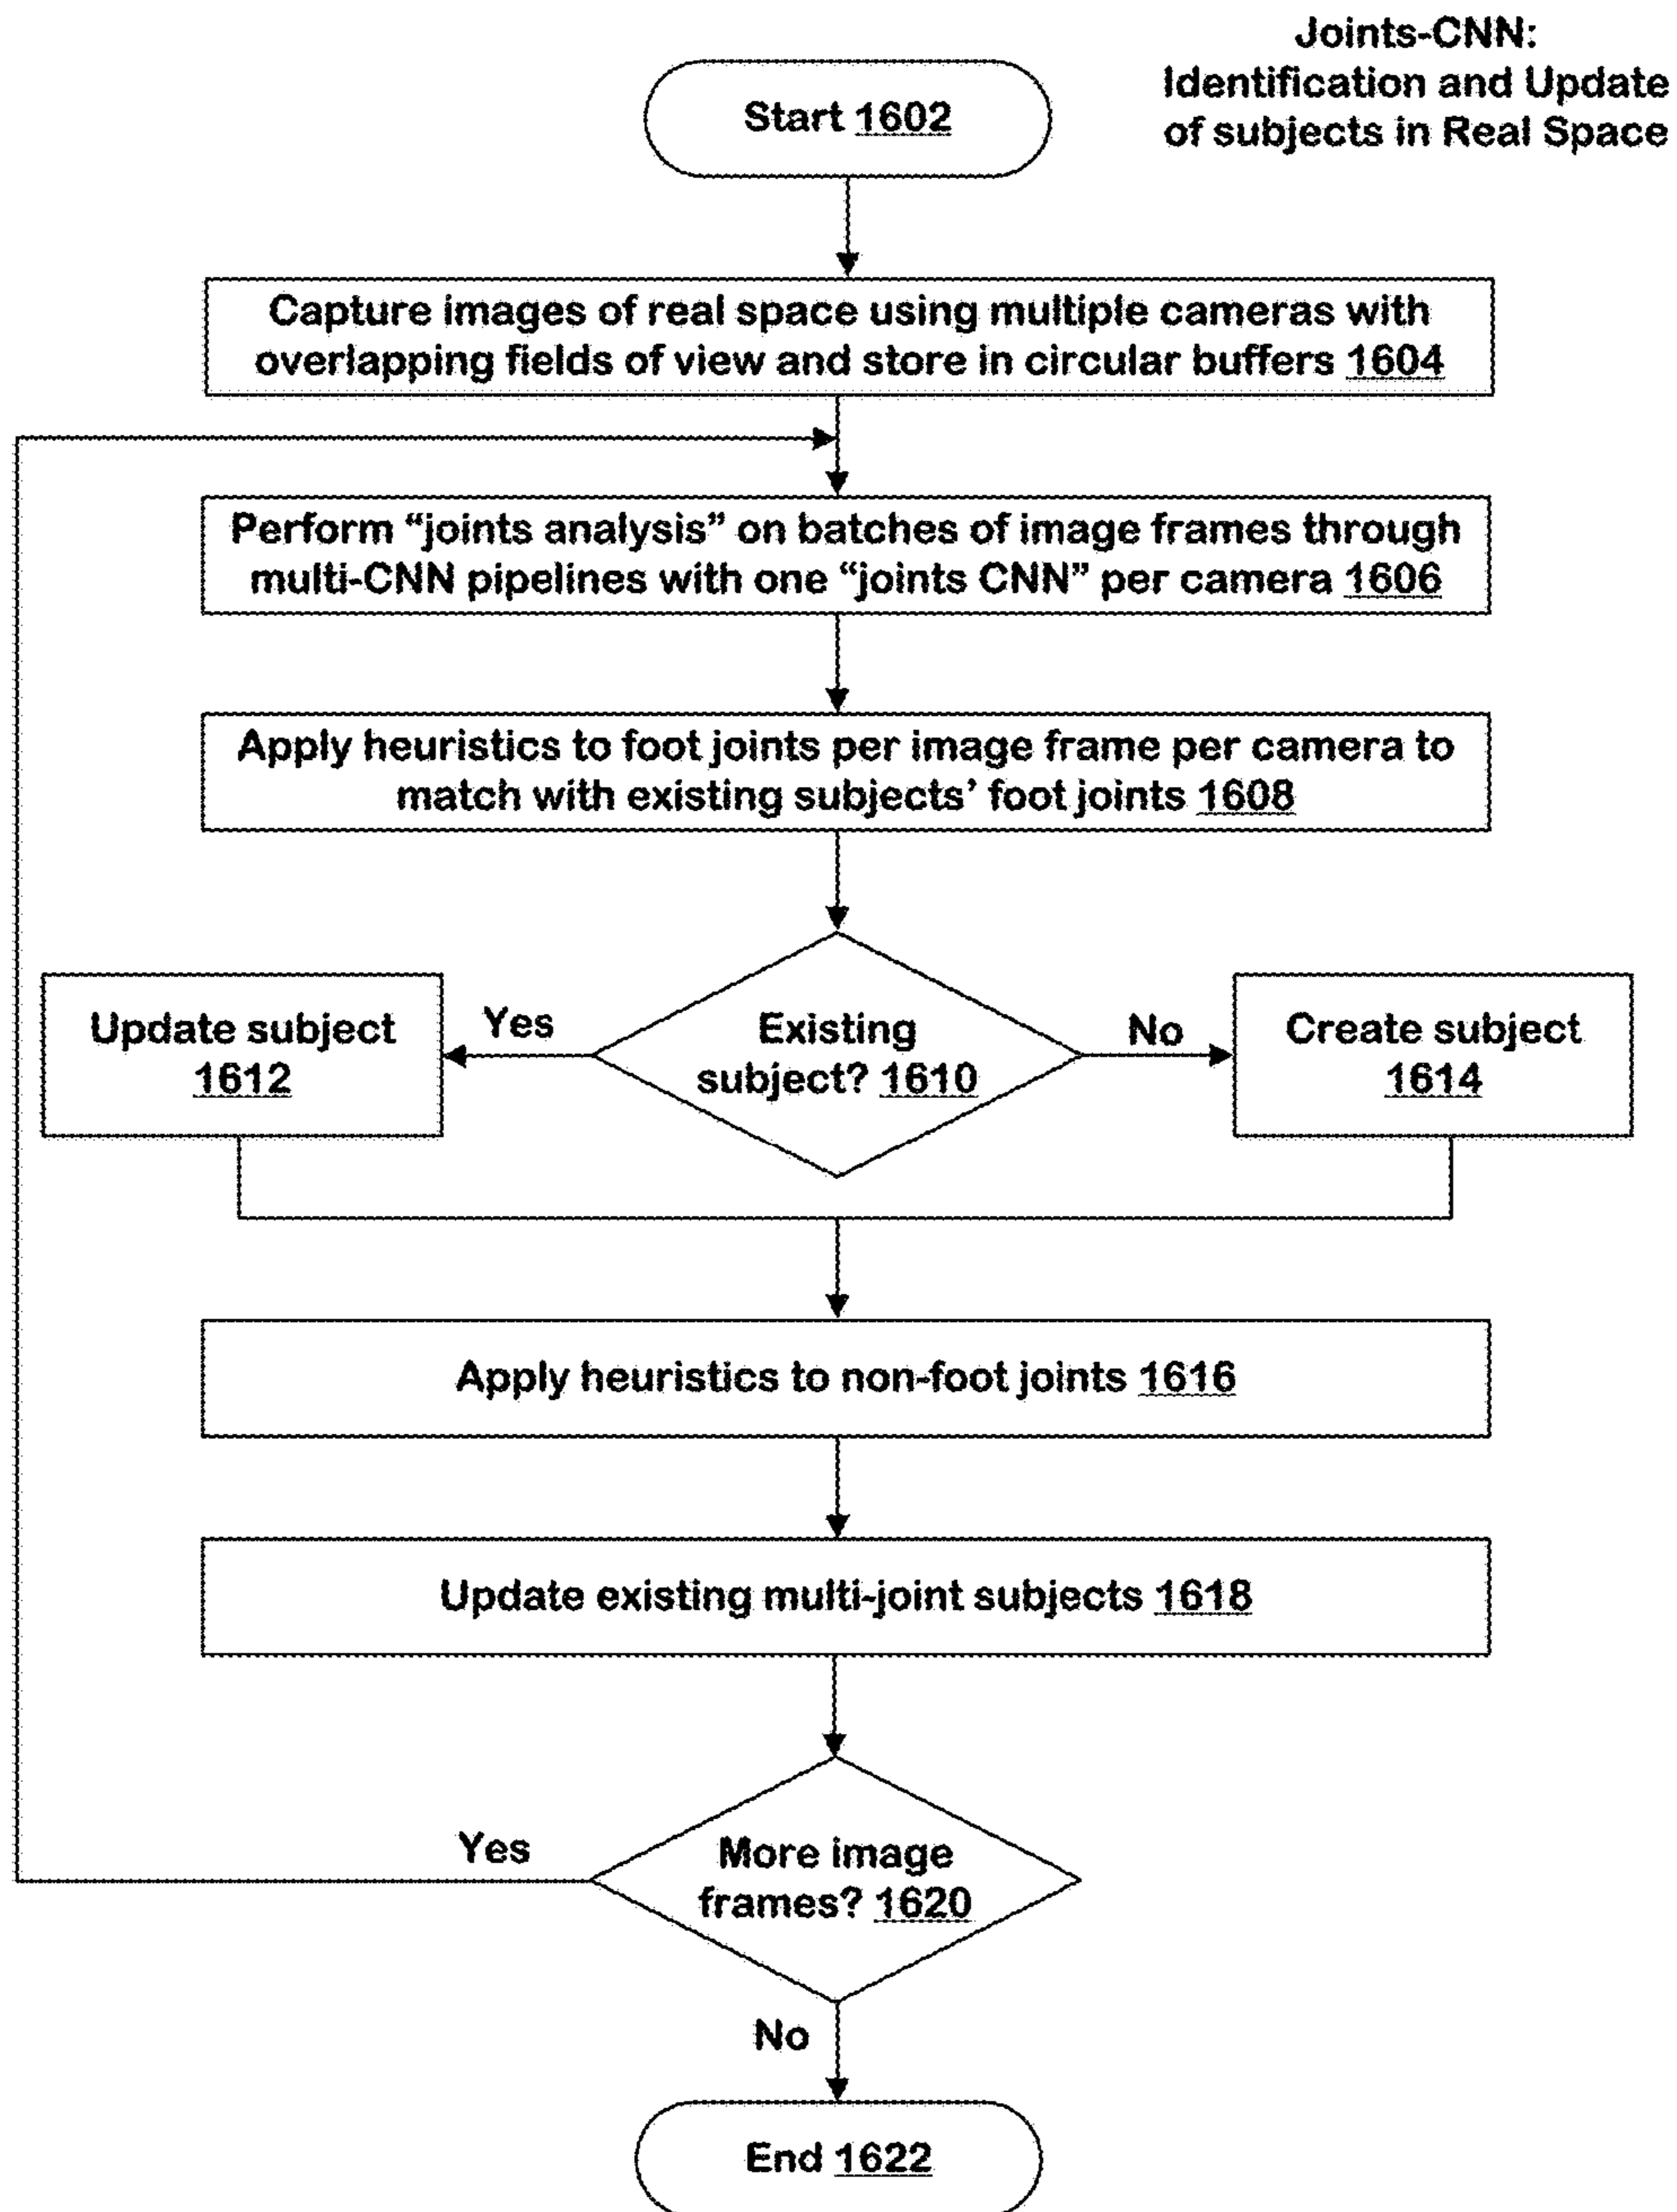 Joints-CNN:
Identification and Update
of subjects in Real Space
Start 1602
Capture images of real space using multiple cameras with
overlapping fields of view and store in circular buffers 1604
Perform “joints analysis” on batches of image frames through
multi-CNN pipelines with one “joints CNN” per camera 1606
Apply heuristics to foot joints per image frame per camera to
match with existing subjects’ foot joints 1608
Existing
subject? 1610
Yes
No
Update subject
1612
Create subject
1614
Apply heuristics to non-foot joints 1616
Update existing multi-joint subjects 1618
More image
frames? 1620
Yes
No
End 1622